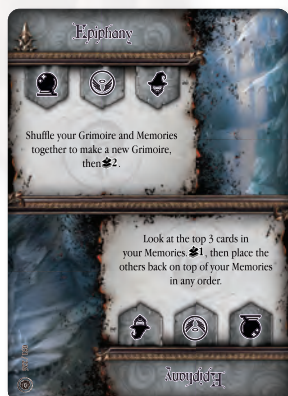 Epiphany
Shuffle your Grimoire and Memories
together to make a new Grimoire,
then 2.
Look at the top 3 cards in
your Memories. 1, then place the
others back on top of your Memories
in any order.
Epiphany